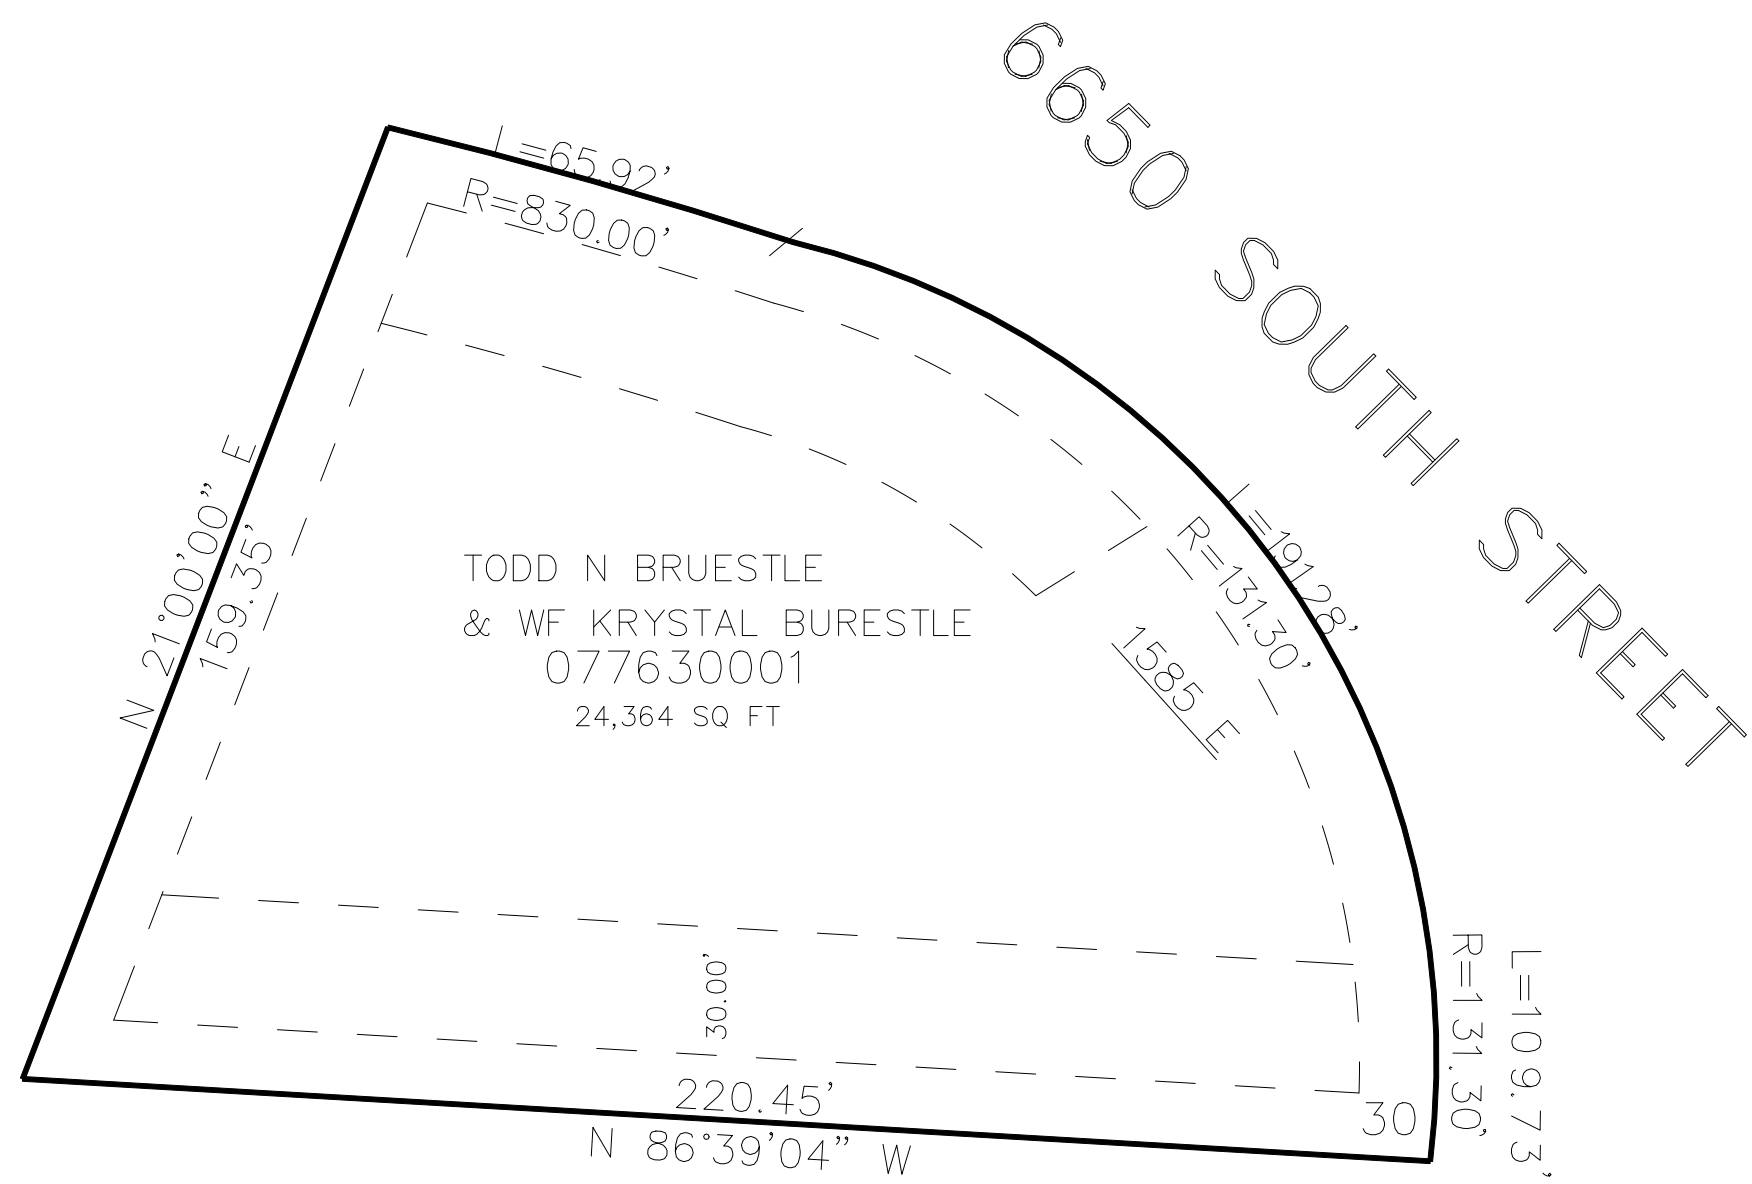 6650 SOUTH STREET
L=65.92'
R=830.00'
N 21°00'00" E
159.35'
L=191.28'
R=131.30'
TODD N BRUESTLE
& WF KRYSTAL BURESTLE
077630001
24,364 SQ FT
1585 E
30.00'
220.45'
N 86°39'04" W
30
R=131.30'
L=109.73'